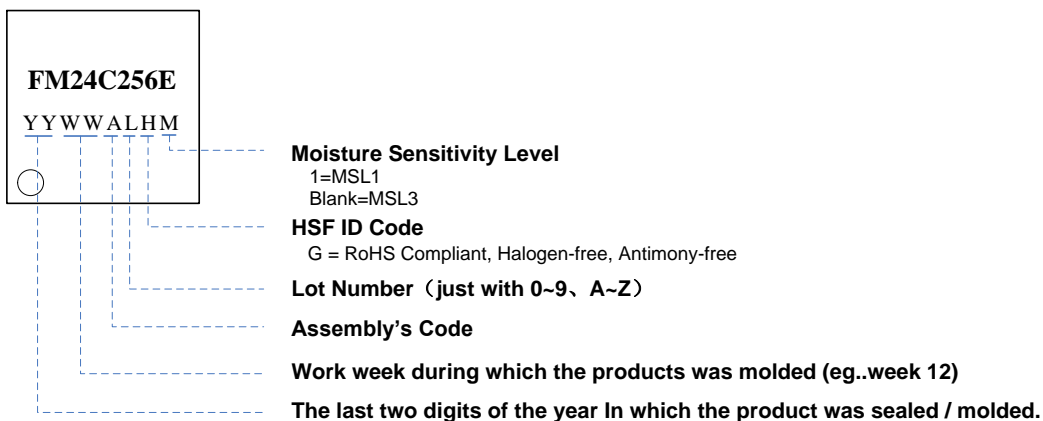 FM24C256E
YYWWALHM
Moisture Sensitivity Level
1=MSL1
Blank=MSL3
HSF ID Code
G = RoHS Compliant, Halogen-free, Antimony-free
Lot Number（just with 0~9、A~Z）
Assembly's Code
Work week during which the products was molded (eg..week 12)
The last two digits of the year In which the product was sealed / molded.